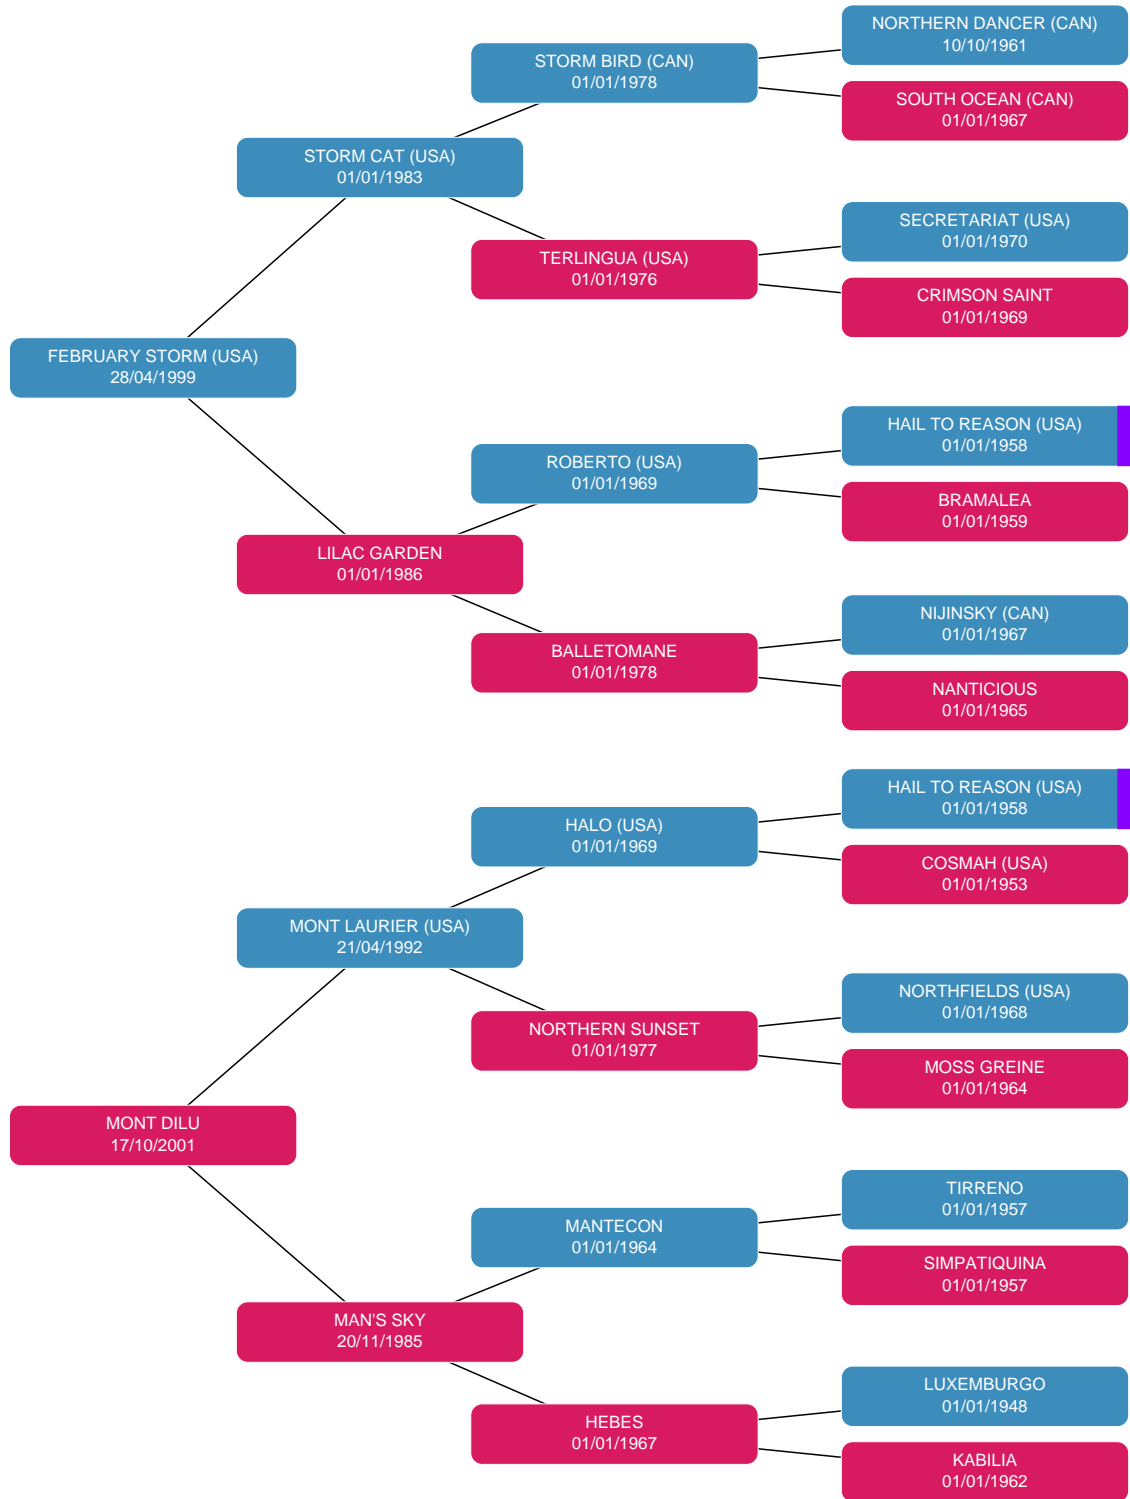 NORTHERN DANCER (CAN)
10/10/1961
STORM BIRD (CAN)
01/01/1978
SOUTH OCEAN (CAN)
01/01/1967
STORM CAT (USA)
01/01/1983
SECRETARIAT (USA)
01/01/1970
TERLINGUA (USA)
01/01/1976
CRIMSON SAINT
01/01/1969
FEBRUARY STORM (USA)
28/04/1999
HAIL TO REASON (USA)
01/01/1958
ROBERTO (USA)
01/01/1969
BRAMALEA
01/01/1959
LILAC GARDEN
01/01/1986
NIJINSKY (CAN)
01/01/1967
BALLETOMANE
01/01/1978
NANTICIOUS
01/01/1965
HAIL TO REASON (USA)
01/01/1958
HALO (USA)
01/01/1969
COSMAH (USA)
01/01/1953
MONT LAURIER (USA)
21/04/1992
NORTHFIELDS (USA)
01/01/1968
NORTHERN SUNSET
01/01/1977
MOSS GREINE
01/01/1964
MONT DILU
17/10/2001
TIRRENO
01/01/1957
MANTECON
01/01/1964
SIMPATIQUINA
01/01/1957
MAN'S SKY
20/11/1985
LUXEMBURGO
01/01/1948
HEBES
01/01/1967
KABILIA
01/01/1962